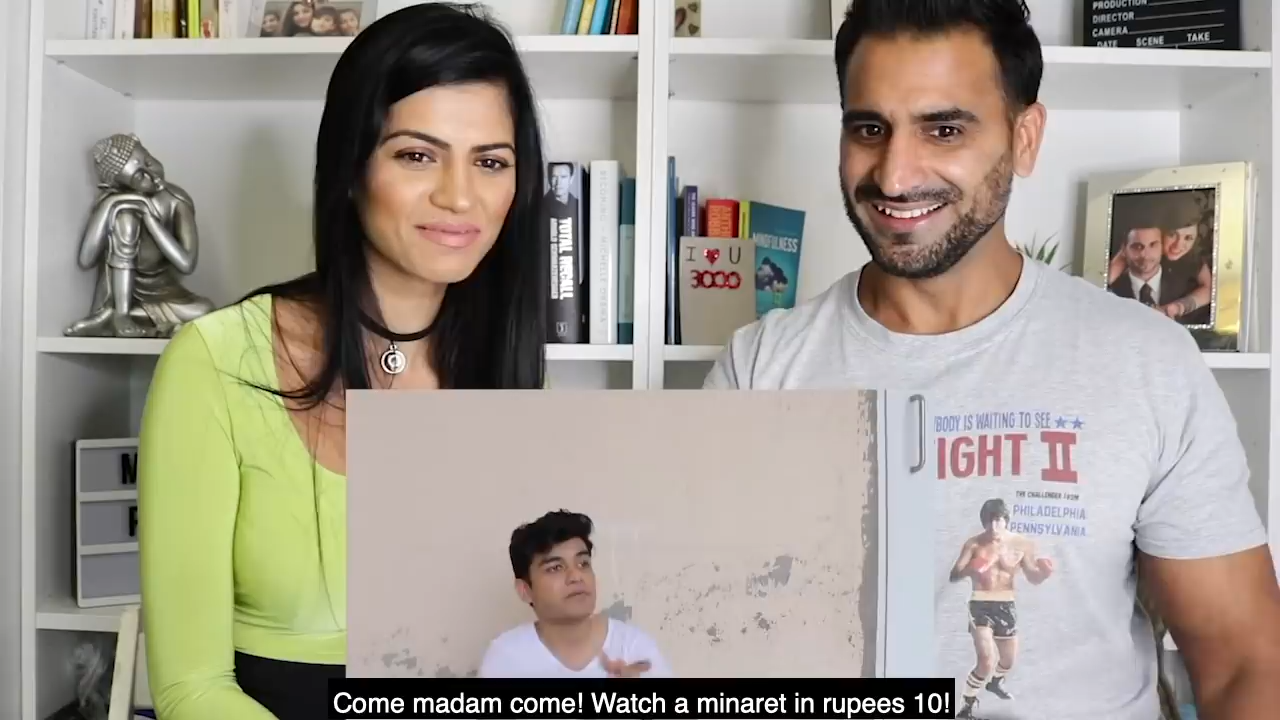 PRODUCTION
DIRECTOR
CAMERA
DATE SCENE TAKE
TOTAL RECALL
BECOMING
MINDFULNESS
I U
3000
BODY IS WAITING TO SEE
IGHT II
THE CHALLENGER FROM
PHILADELPHIA
PENNSYLVANIA
Come madam come! Watch a minaret in rupees 10!